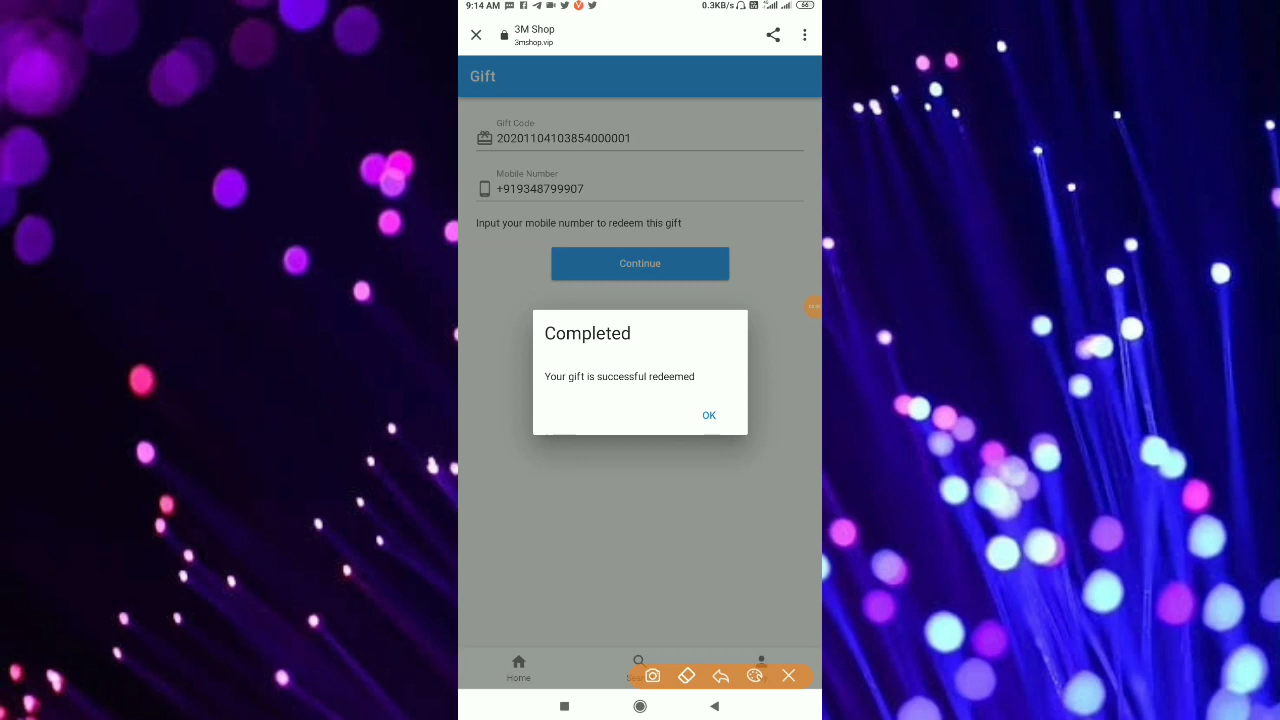 9:14 AM 0.3KB/s 66
3M Shop
3mshop.vip
Gift
Gift Code
20201104103854000001
Mobile Number
+919348799907
Input your mobile number to redeem this gift
Continue
Completed
Your gift is successful redeemed
OK
Home